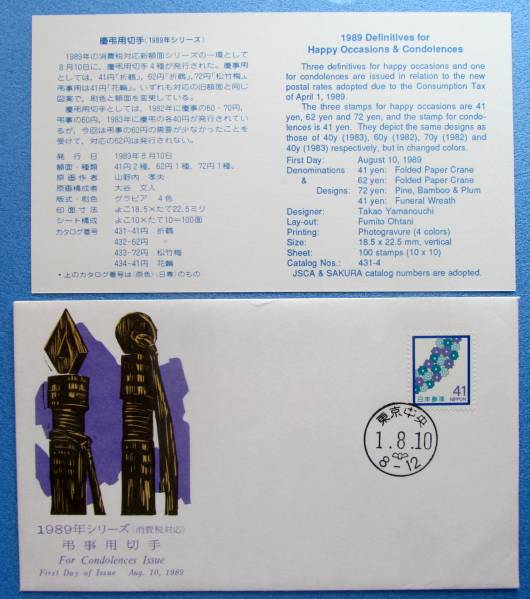 慶弔用切手(1989年シリーズ)
1989年の消費税対応新額面シリーズの一環として
8月10日に、慶弔用切手4種が発行された。慶事用
としては、41円「折鶴」、62円「折鶴」、72円「松竹梅」、
弔事用は41円「花輪」。いずれも対応の旧額面と同じ
図案で、刷色と額面を変更している。
慶弔用切手としては、1982年に慶事の60・70円、
弔事の60円、1983年に慶弔の各40円が発行されてい
るが、今回は弔事の60円の需要が少なかったことを
受けて、対応の62円は発行されない。
発行日 1989年8月10日
額面・種類 41円2種、62円1種、72円1種。
原画作者 山野内孝夫
原画構成者 大谷文人
版式・刷色 グラビア 4色
印面寸法 よこ18.5×たて22.5ミリ
シート構成 よこ10×たて10=100面
カタログ番号 431-41円 折鶴
432-62円 〃
433-72円 松竹梅
434-41円 花輪
・上のカタログ番号は〈原色〉〈日専〉のもの
1989 Definitives for
Happy Occasions & Condolences
Three definitives for happy occasions and one
for condolences are issued in relation to the new
postal rates adopted due to the Consumption Tax
of April 1, 1989.
The three stamps for happy occasions are 41
yen, 62 yen and 72 yen, and the stamp for condo-
lences is 41 yen. They depict the same designs as
those of 40y (1983), 60y (1982), 70y (1982) and
40y (1983) respectively, but in changed colors.
First Day: August 10, 1989
Denominations 41 yen: Folded Paper Crane
& 62 yen: Folded Paper Crane
Designs: 72 yen: Pine, Bamboo & Plum
41 yen: Funeral Wreath
Designer: Takao Yamanouchi
Lay-out: Fumito Ohtani
Printing: Photogravure (4 colors)
Size: 18.5 x 22.5 mm, vertical
Sheet: 100 stamps (10 x 10)
Catalog Nos.: 431-4
JSCA & SAKURA catalog numbers are adopted.
41
日本郵便 NIPPON
東京中央
1.8.10
8-12
1989年シリーズ(消費税対応)
弔事用切手
For Condolences Issue
First Day of Issue Aug. 10, 1989